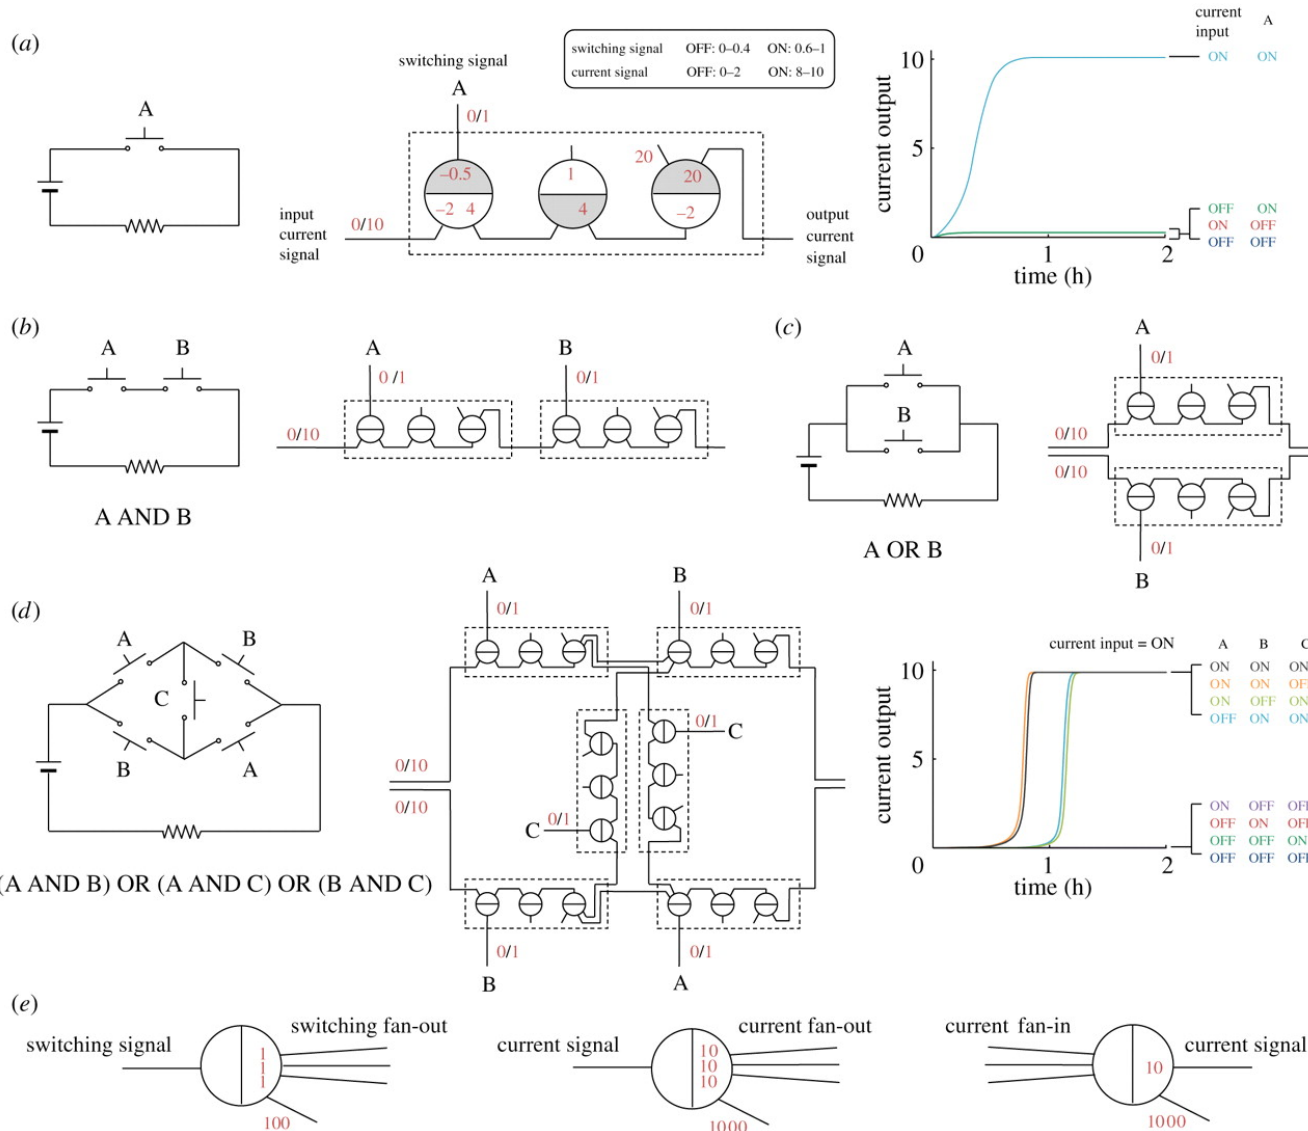 (a)
switching signal OFF: 0–0.4 ON: 0.6–1
current signal OFF: 0–2 ON: 8–10
switching signal
A
0/1
A
–0.5
–2 4
1
4
20
20
–2
input
current
signal
0/10
output
current
signal
current output
10
5
0
1
2
time (h)
current
input
A
ON ON
OFF ON
ON OFF
OFF OFF
(b)
A B
A AND B
A
0 /1
B
0/1
0/10
(c)
A
B
A OR B
A
0/1
0/10
0/10
0/1
B
(d)
A B
C
B A
(A AND B) OR (A AND C) OR (B AND C)
A
0/1
B
0/1
0/10
0/10
0/1
C
C
0/1
0/1
B
0/1
A
current output
10
5
0
1
2
time (h)
current input = ON A B C
ON ON ON
ON ON OFF
ON OFF ON
OFF ON ON
ON OFF OFF
OFF ON OFF
OFF OFF ON
OFF OFF OFF
(e)
switching signal
switching fan-out
1
1
1
100
current signal
current fan-out
10
10
10
1000
current fan-in
current signal
10
1000